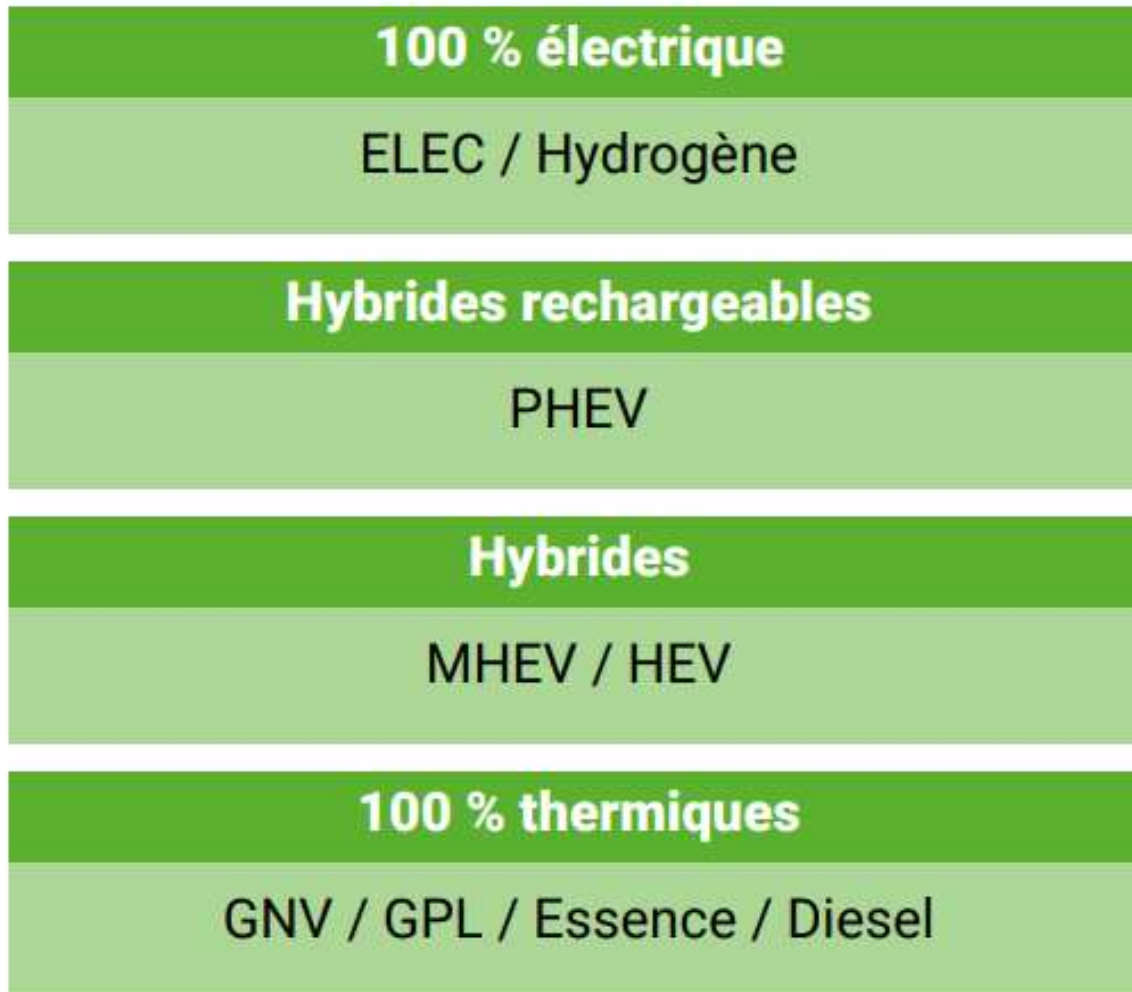 100 % électrique
ELEC / Hydrogène
Hybrides rechargeables
PHEV
Hybrides
MHEV / HEV
100 % thermiques
GNV / GPL / Essence / Diesel